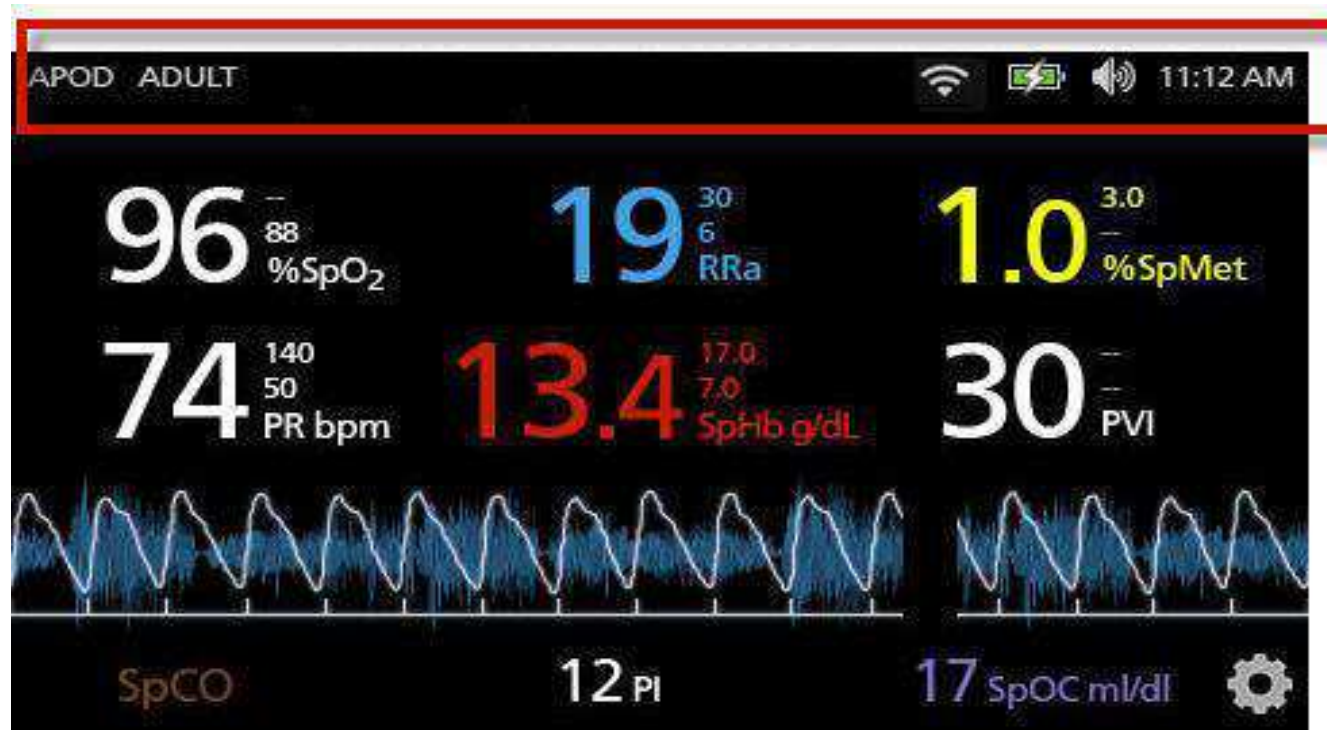 APOD ADULT 11:12 AM
96 -- 88 %SpO₂
19 30 6 RRa
1.0 3.0 -- %SpMet
74 140 50 PR bpm
13.4 17.0 7.0 SpHb g/dL
30 -- -- PVI
SpCO 12 PI 17 SpOC ml/dl